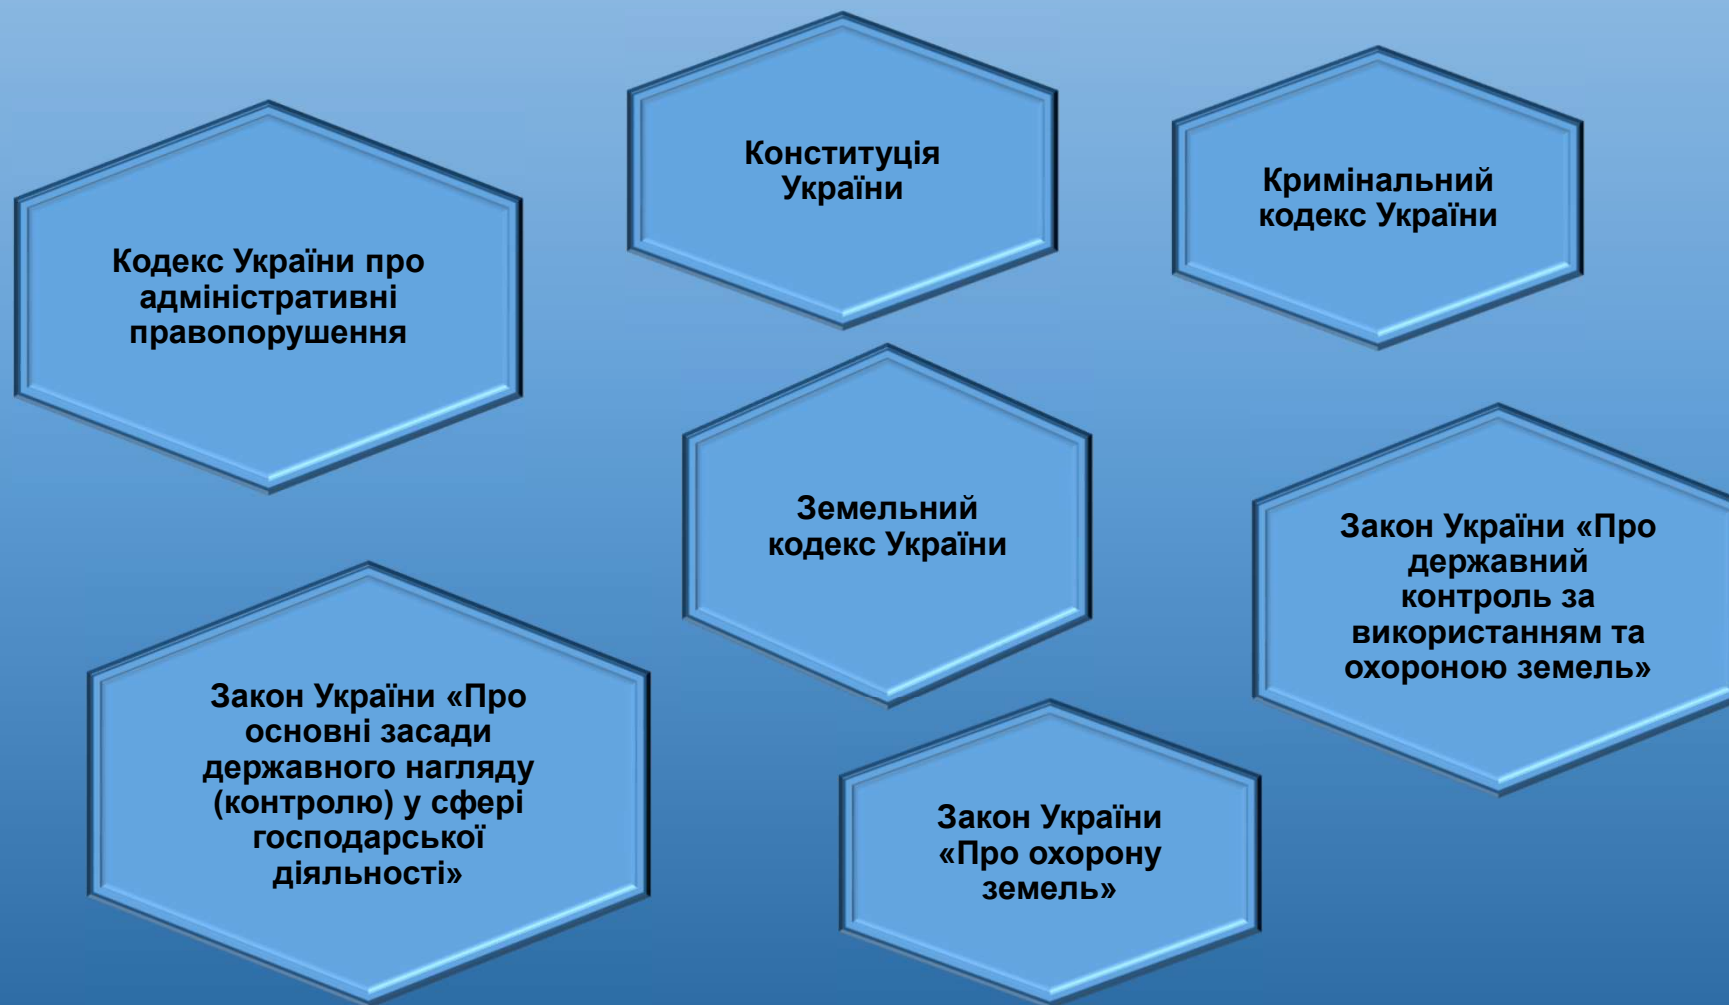 Конституція
України
Кримінальний
кодекс України
Кодекс України про
адміністративні
правопорушення
Земельний
кодекс України
Закон України «Про
державний
контроль за
використанням та
охороною земель»
Закон України «Про
основні засади
державного нагляду
(контролю) у сфері
господарської
діяльності»
Закон України
«Про охорону
земель»